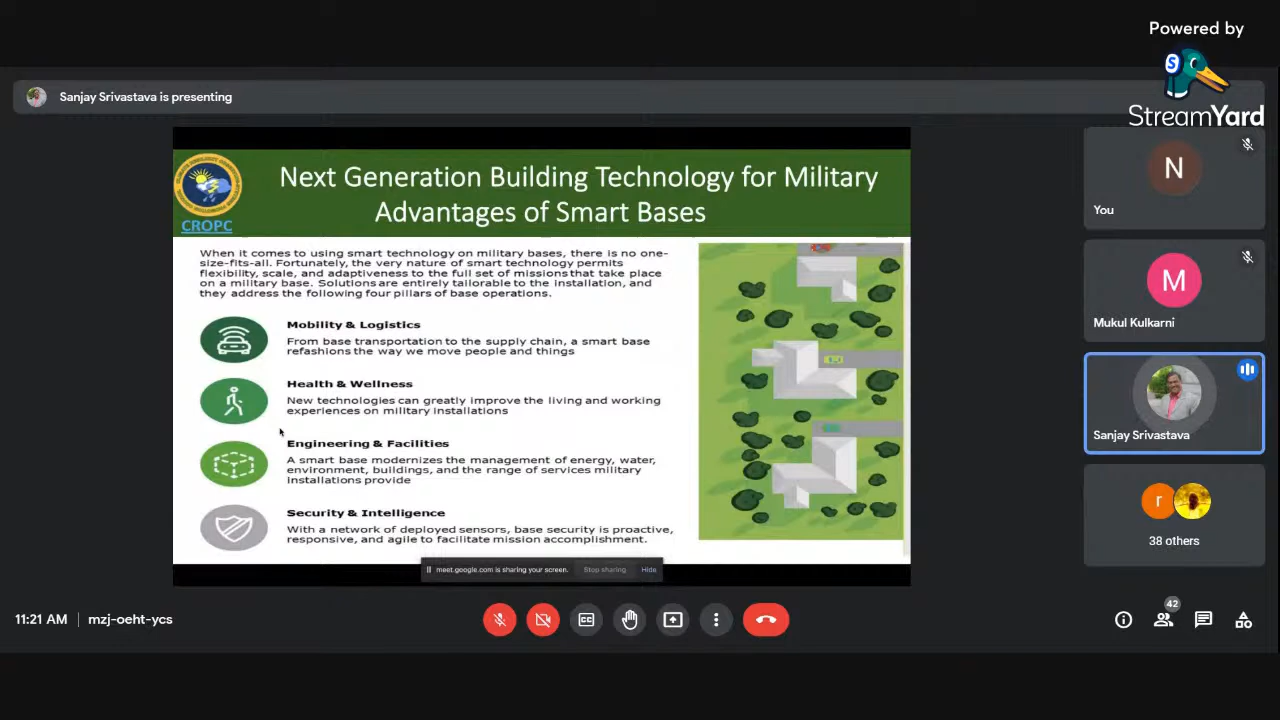 Powered by
StreamYard
Sanjay Srivastava is presenting
CROPC
Next Generation Building Technology for Military
Advantages of Smart Bases
When it comes to using smart technology on military bases, there is no one-
size-fits-all. Fortunately, the very nature of smart technology permits
flexibility, scale, and adaptiveness to the full set of missions that take place
on a military base. Solutions are entirely tailorable to the installation, and
they address the following four pillars of base operations.
Mobility & Logistics
From base transportation to the supply chain, a smart base
refashions the way we move people and things
Health & Wellness
New technologies can greatly improve the living and working
experiences on military installations
Engineering & Facilities
A smart base modernizes the management of energy, water,
environment, buildings, and the range of services military
installations provide
Security & Intelligence
With a network of deployed sensors, base security is proactive,
responsive, and agile to facilitate mission accomplishment.
meet.google.com is sharing your screen.
Stop sharing
Hide
N
You
M
Mukul Kulkarni
Sanjay Srivastava
r
38 others
11:21 AM | mzj-oeht-ycs
42